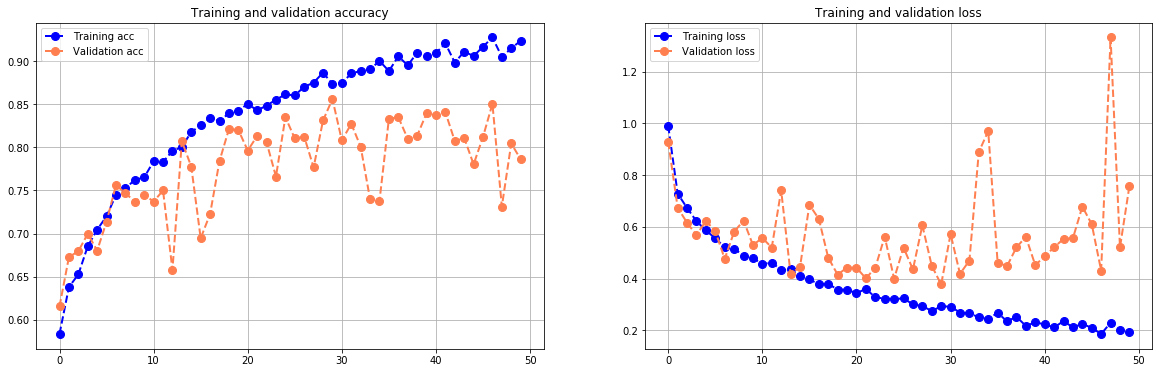 Training and validation accuracy
Training acc
Validation acc
0.90
0.85
0.80
0.75
0.70
0.65
0.60
0 10 20 30 40 50
Training and validation loss
Training loss
Validation loss
1.2
1.0
0.8
0.6
0.4
0.2
0 10 20 30 40 50